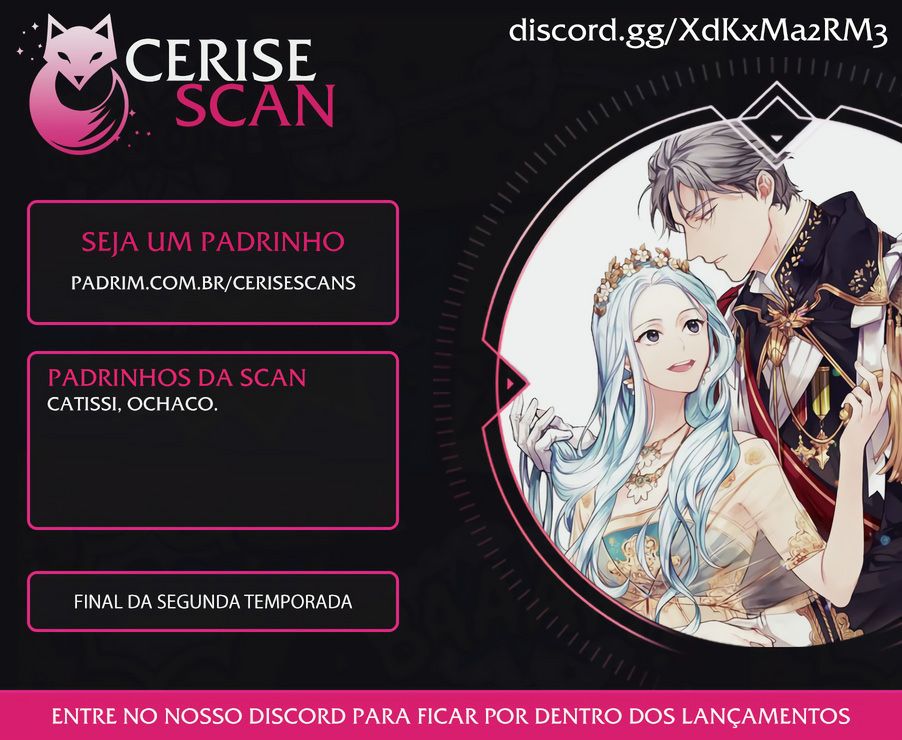 discord.gg/XdKxMa2RM3
CERISE
SCAN
SEJA UM PADRINHO
PADRIM.COM.BR/CERISESCANS
PADRINHOS DA SCAN
CATISSI, OCHACO.
FINAL DA SEGUNDA TEMPORADA
ENTRE NO NOSSO DISCORD PARA FICAR POR DENTRO DOS LANÇAMENTOS